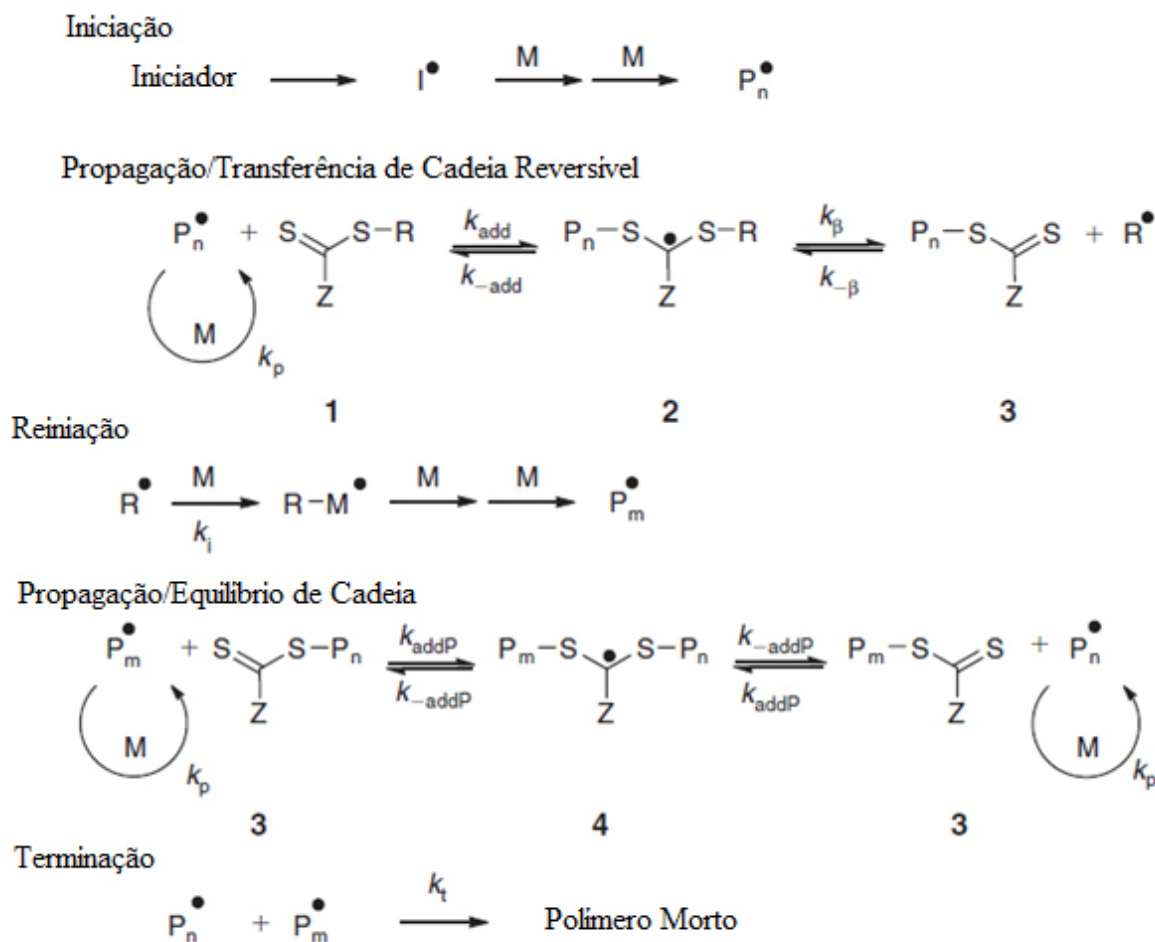 Iniciação
Iniciador I• M M Pn•
Propagação/Transferência de Cadeia Reversível
Pn• + S S–R kadd k–add Pn–S S–R kβ k–β Pn–S S + R•
Z Z Z
M kp
1 2 3
Reiniação
R• M ki R–M• M M Pm•
Propagação/Equilíbrio de Cadeia
Pm• + S S–Pn kaddP k–addP Pm–S S–Pn k–addP kaddP Pm–S S + Pn•
Z Z Z
M kp M kp
3 4 3
Terminação
Pn• + Pm• kt Polímero Morto